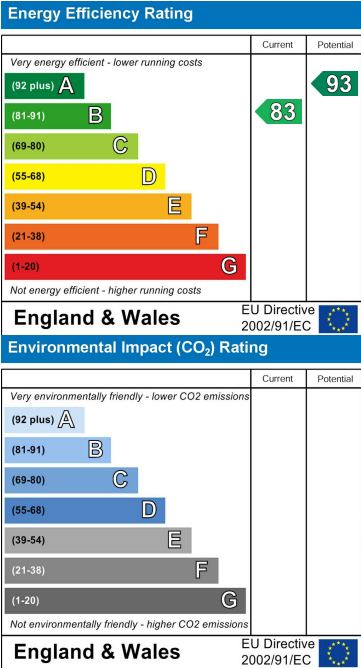 Energy Efficiency Rating
Current Potential
Very energy efficient - lower running costs
(92 plus) A
93
(81-91) B
83
(69-80) C
(55-68) D
(39-54) E
(21-38) F
(1-20) G
Not energy efficient - higher running costs
England & Wales
EU Directive
2002/91/EC
Environmental Impact (CO₂) Rating
Current Potential
Very environmentally friendly - lower CO2 emissions
(92 plus) A
(81-91) B
(69-80) C
(55-68) D
(39-54) E
(21-38) F
(1-20) G
Not environmentally friendly - higher CO2 emissions
England & Wales
EU Directive
2002/91/EC